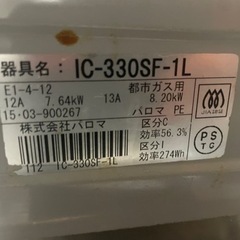 器具名: IC-330SF-1L
E1-4-12 都市ガス用
12A 7.64kW 13A 8.20kW
15.03-900267 パロマ PE
株式会社パロマ 区分C
効率56.3%
112 IC-330SF-1L 区分I
効率274Wh
PS
TG